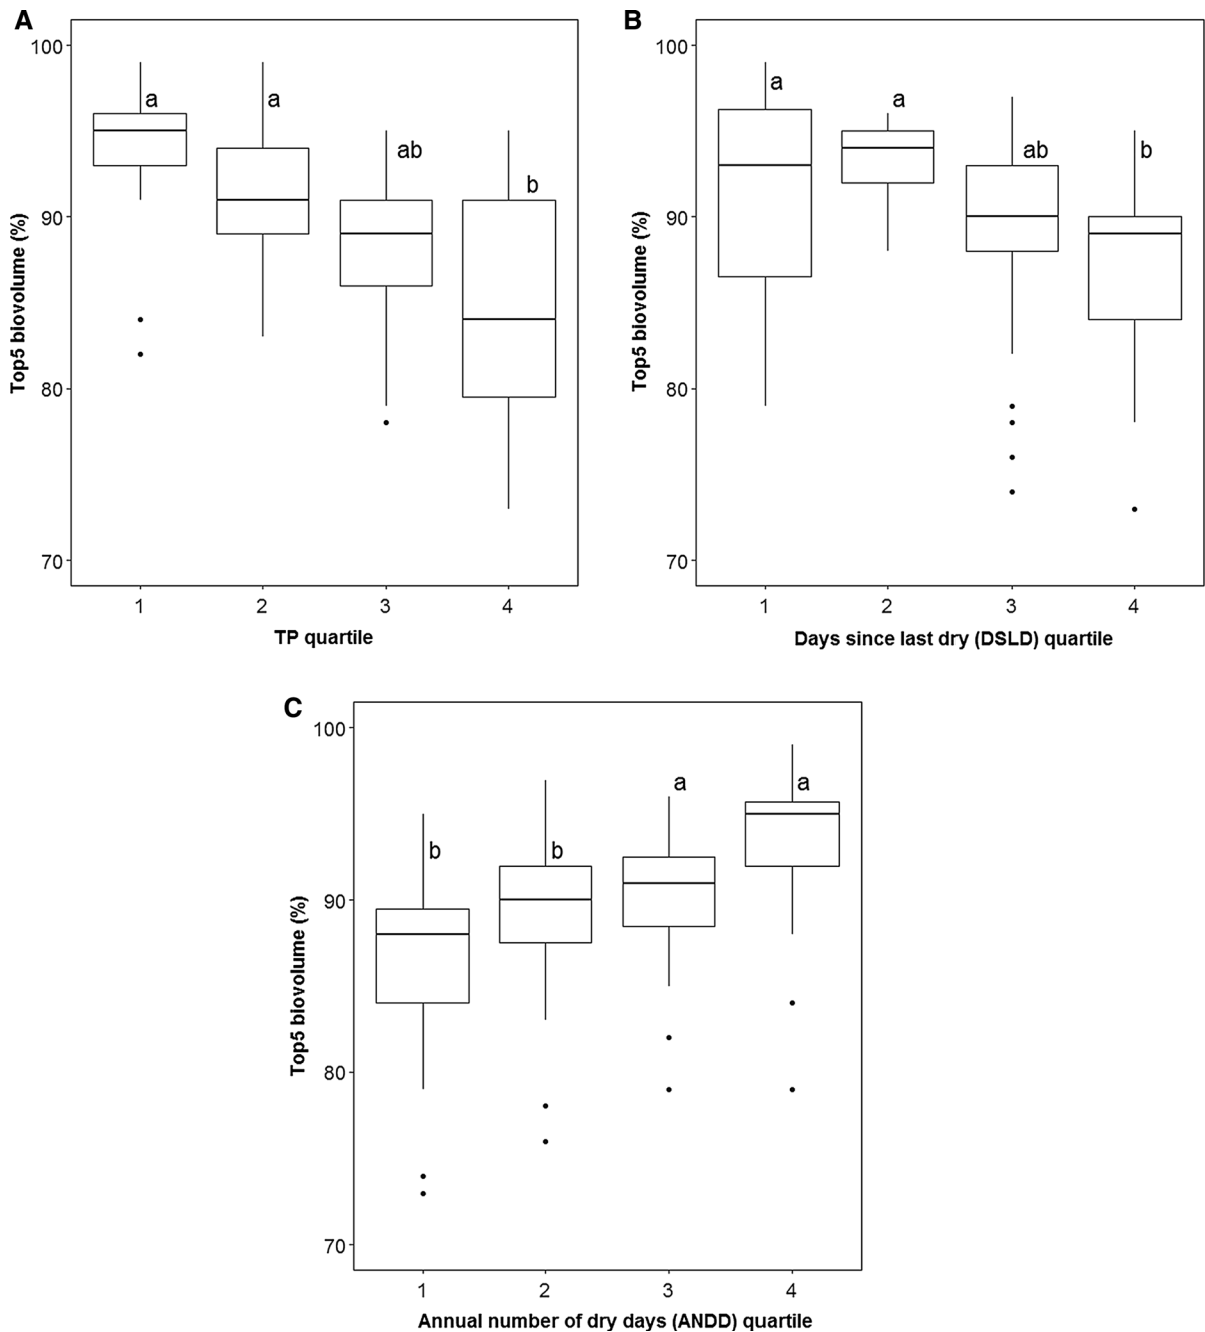 A
100
90
80
70
Top5 biovolume (%)
a
a
ab
b
1 2 3 4
TP quartile
B
100
90
80
70
Top5 biovolume (%)
a
a
ab
b
1 2 3 4
Days since last dry (DSLD) quartile
C
100
90
80
70
Top5 biovolume (%)
b
b
a
a
1 2 3 4
Annual number of dry days (ANDD) quartile